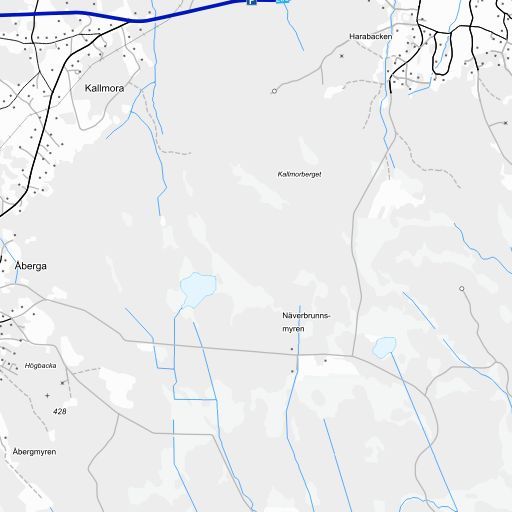 Harabacken
Kallmora
Kallmorberget
Åberga
Näverbrunns-
myren
Högbacka
428
Åbergmyren